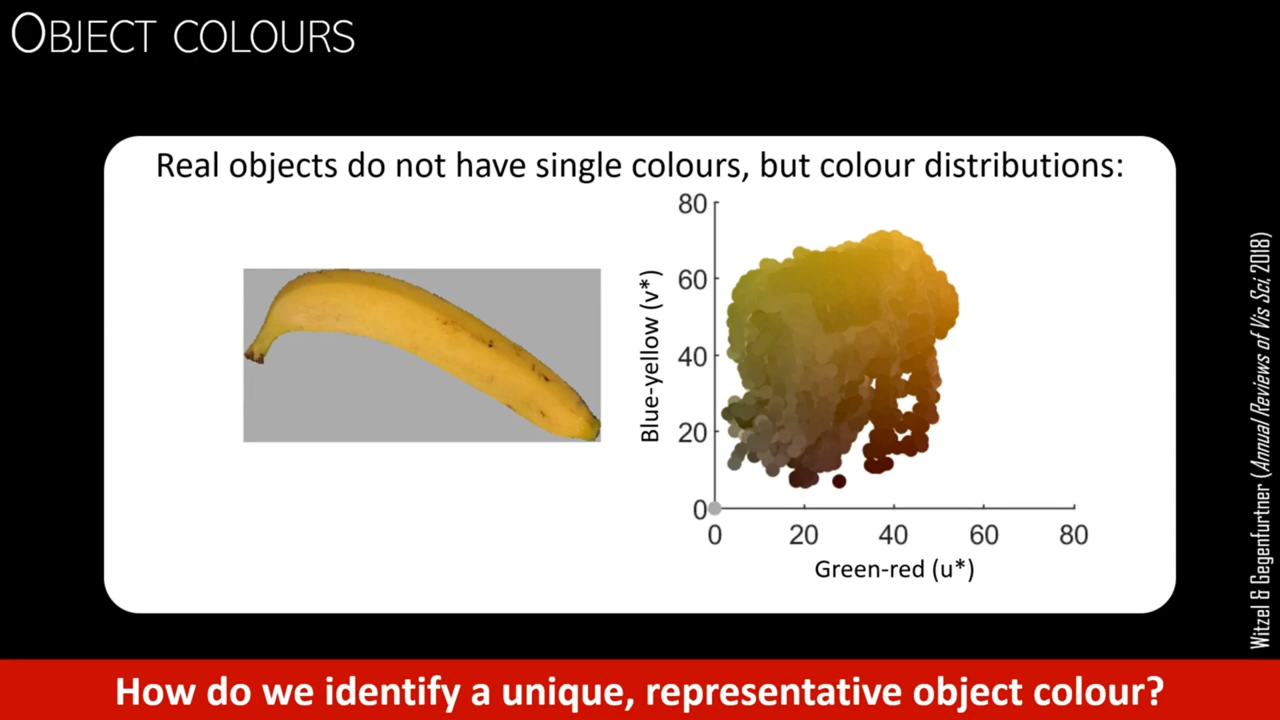 OBJECT COLOURS
Real objects do not have single colours, but colour distributions:
80
60
40
20
0
Blue-yellow (v*)
0 20 40 60 80
Green-red (u*)
Witzel & Gegenfurtner (Annual Reviews of Vis Sci, 2018)
How do we identify a unique, representative object colour?